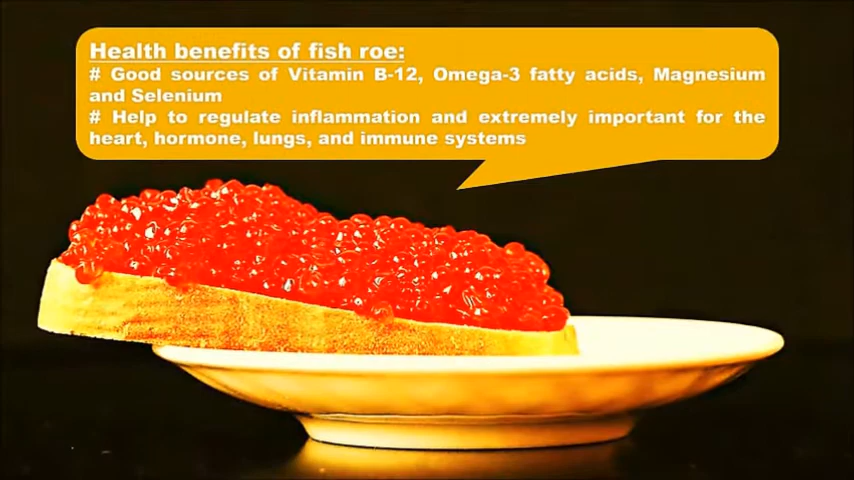 Health benefits of fish roe:
# Good sources of Vitamin B-12, Omega-3 fatty acids, Magnesium
and Selenium
# Help to regulate inflammation and extremely important for the
heart, hormone, lungs, and immune systems